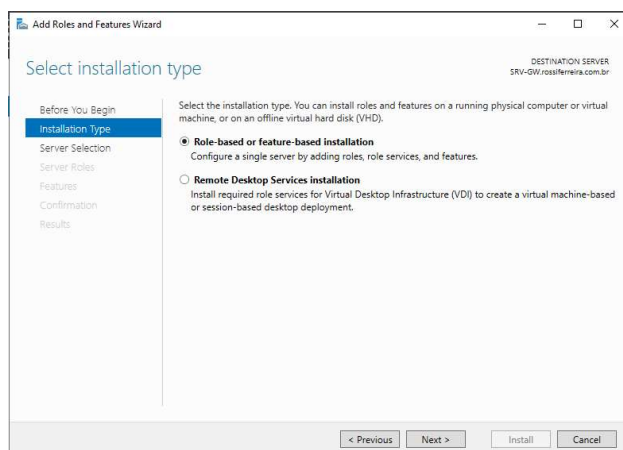 Add Roles and Features Wizard
Select installation type
DESTINATION SERVER
SRV-GW.rossiferreira.com.br
Before You Begin
Installation Type
Server Selection
Server Roles
Features
Confirmation
Results
Select the installation type. You can install roles and features on a running physical computer or virtual
machine, or on an offline virtual hard disk (VHD).
Role-based or feature-based installation
Configure a single server by adding roles, role services, and features.
Remote Desktop Services installation
Install required role services for Virtual Desktop Infrastructure (VDI) to create a virtual machine-based
or session-based desktop deployment.
< Previous
Next >
Install
Cancel